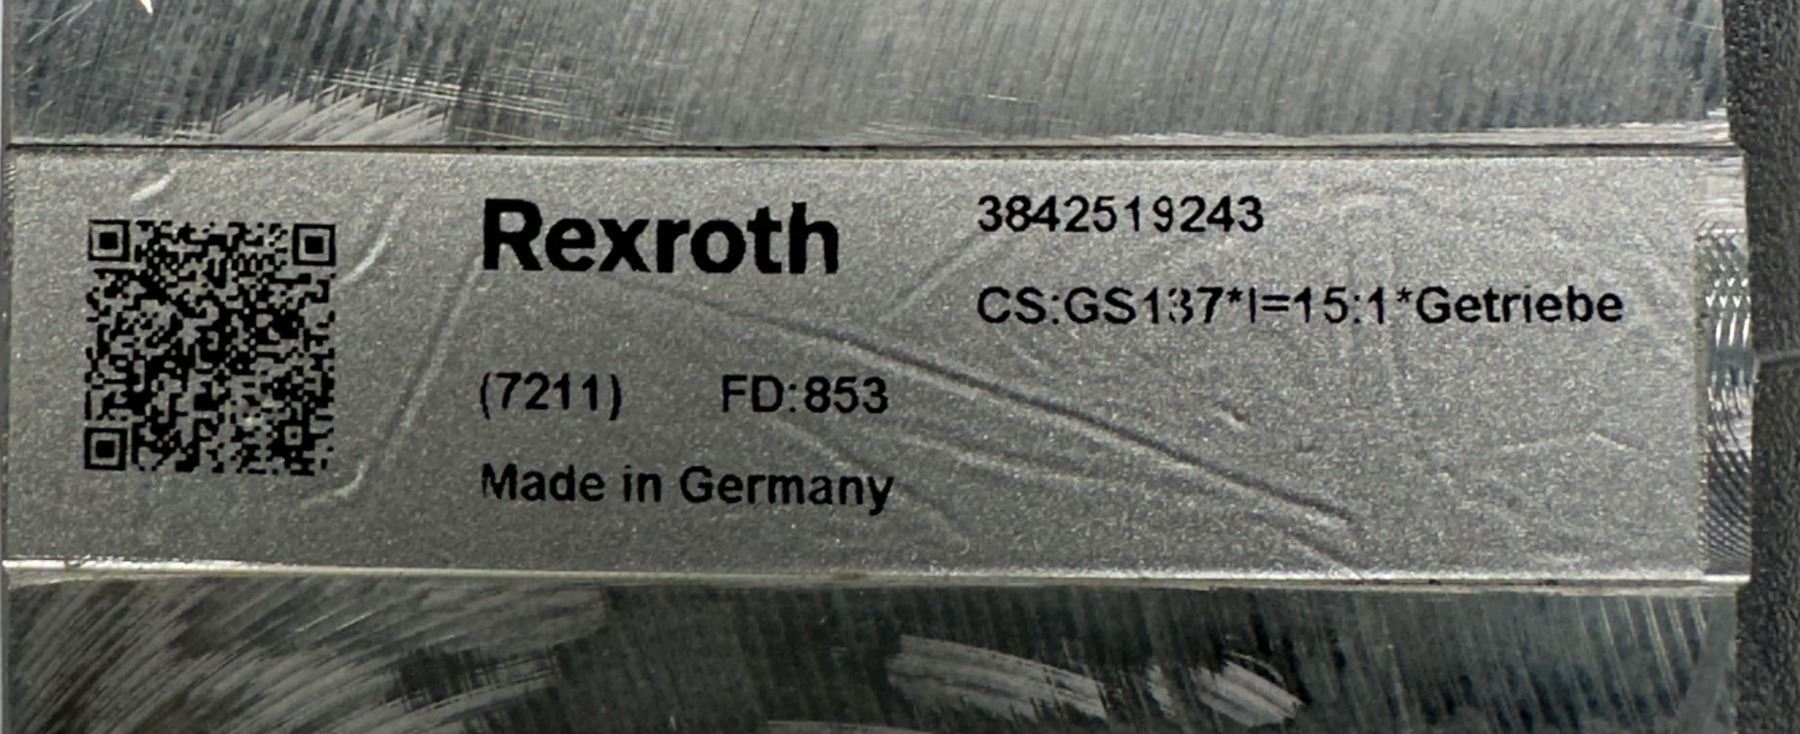 Rexroth
3842519243
CS:GS137*I=15:1*Getriebe
(7211) FD:853
Made in Germany